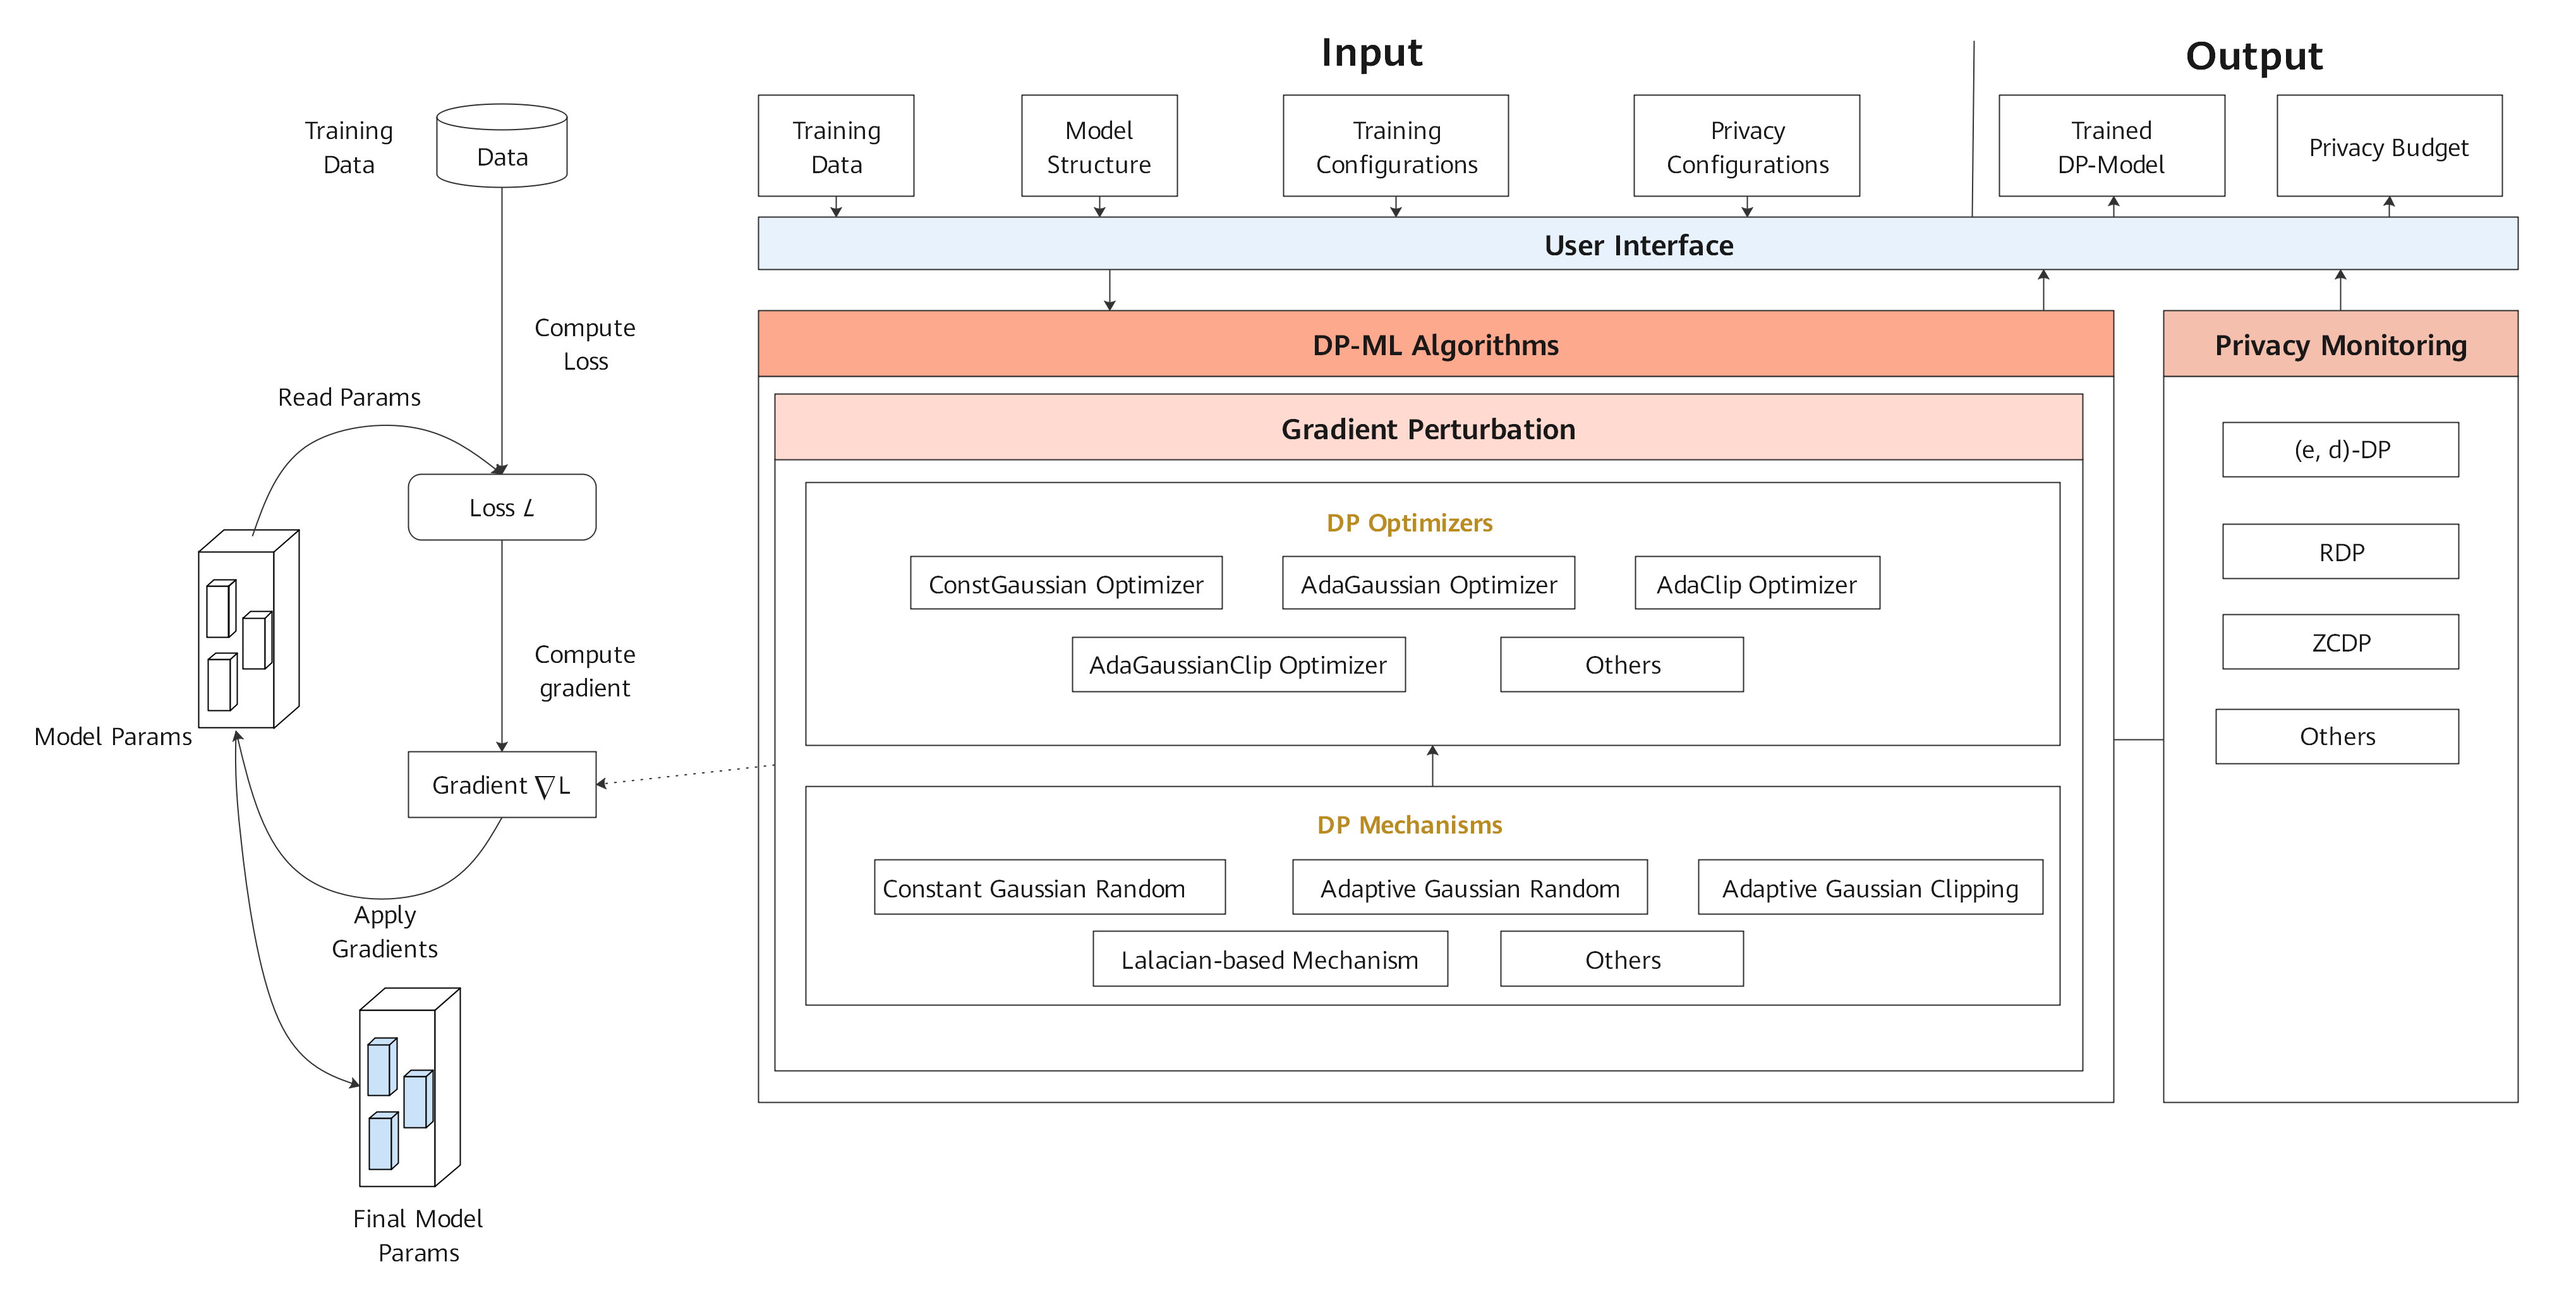 Training
Data
Data
Compute
Loss
Read Params
Loss L
Compute
gradient
Model Params
Gradient ∇L
Apply
Gradients
Final Model
Params
Input
Output
Training
Data
Model
Structure
Training
Configurations
Privacy
Configurations
Trained
DP-Model
Privacy Budget
User Interface
DP-ML Algorithms
Gradient Perturbation
DP Optimizers
ConstGaussian Optimizer
AdaGaussian Optimizer
AdaClip Optimizer
AdaGaussianClip Optimizer
Others
DP Mechanisms
Constant Gaussian Random
Adaptive Gaussian Random
Adaptive Gaussian Clipping
Lalacian-based Mechanism
Others
Privacy Monitoring
(e, d)-DP
RDP
ZCDP
Others